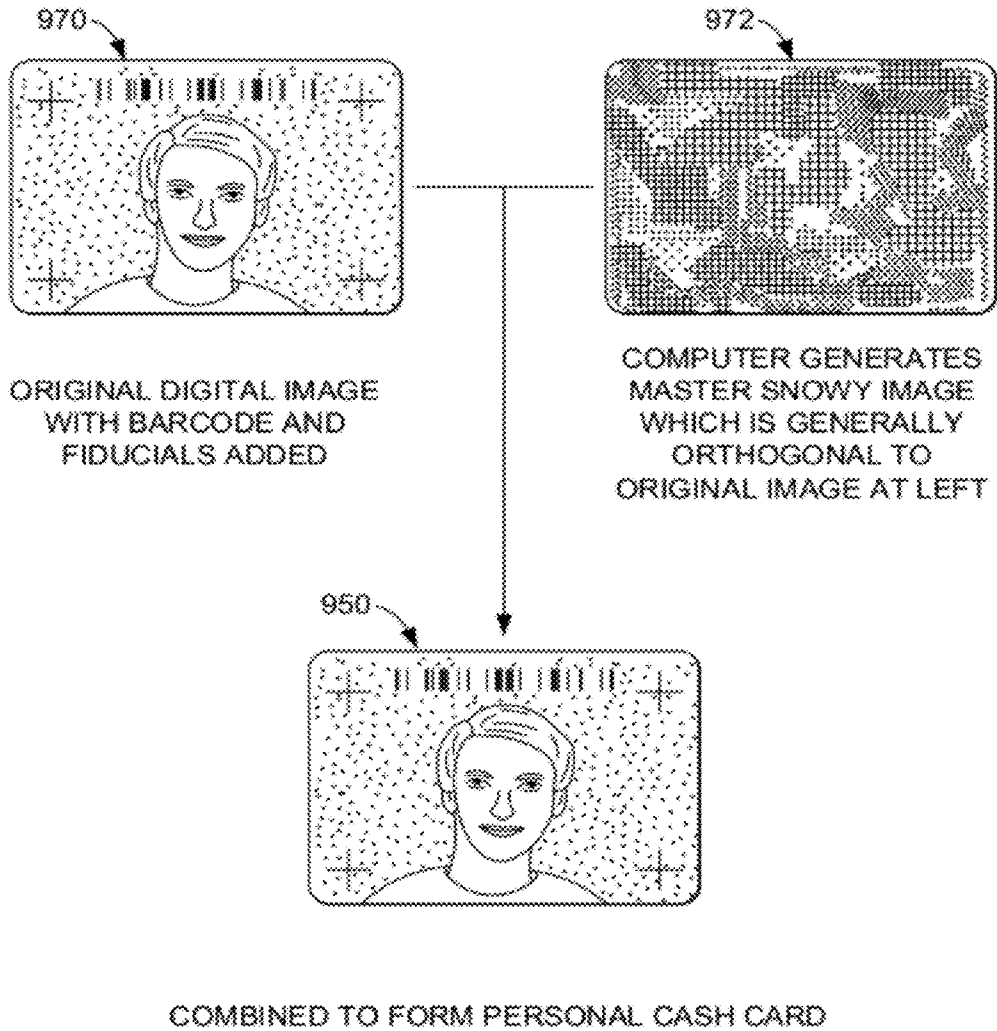 970
972
ORIGINAL DIGITAL IMAGE
WITH BARCODE AND
FIDUCIALS ADDED
COMPUTER GENERATES
MASTER SNOWY IMAGE
WHICH IS GENERALLY
ORTHOGONAL TO
ORIGINAL IMAGE AT LEFT
950
COMBINED TO FORM PERSONAL CASH CARD